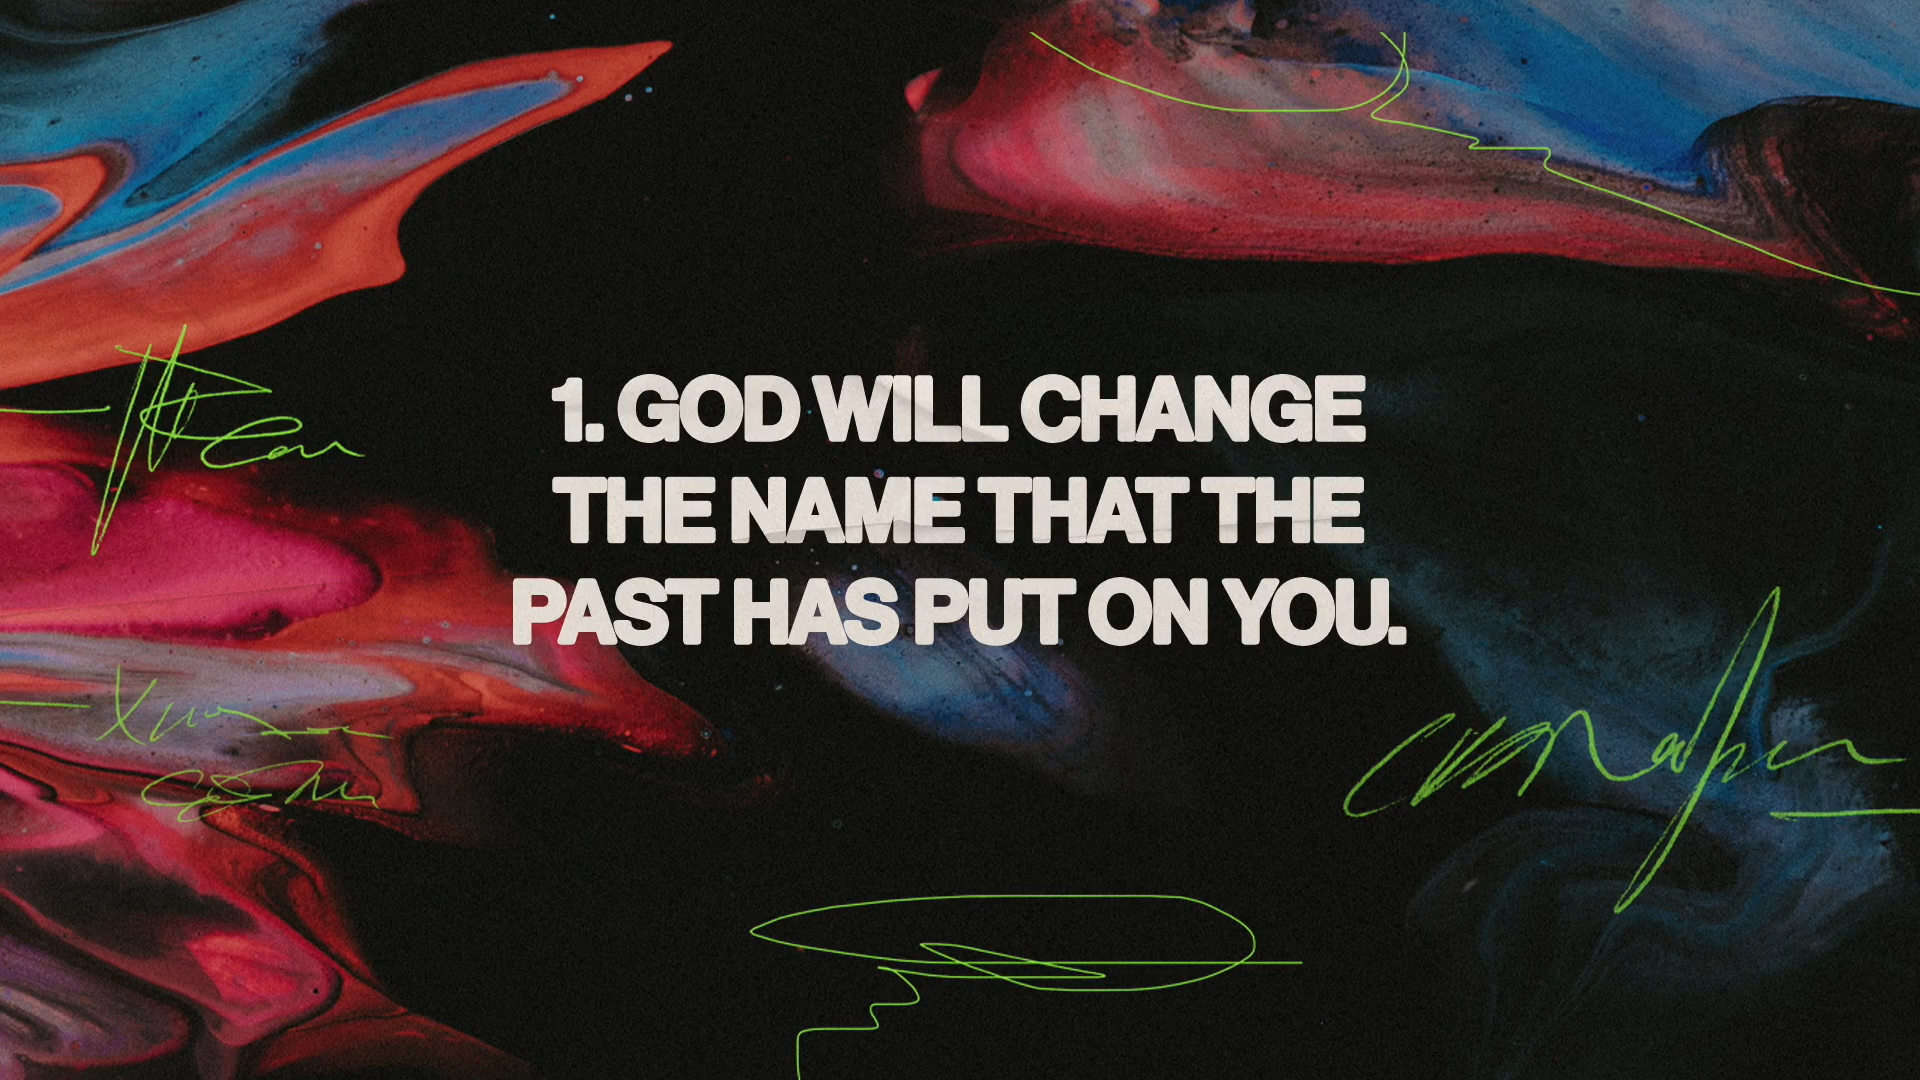 1. GOD WILL CHANGE
THE NAME THAT THE
PAST HAS PUT ON YOU.